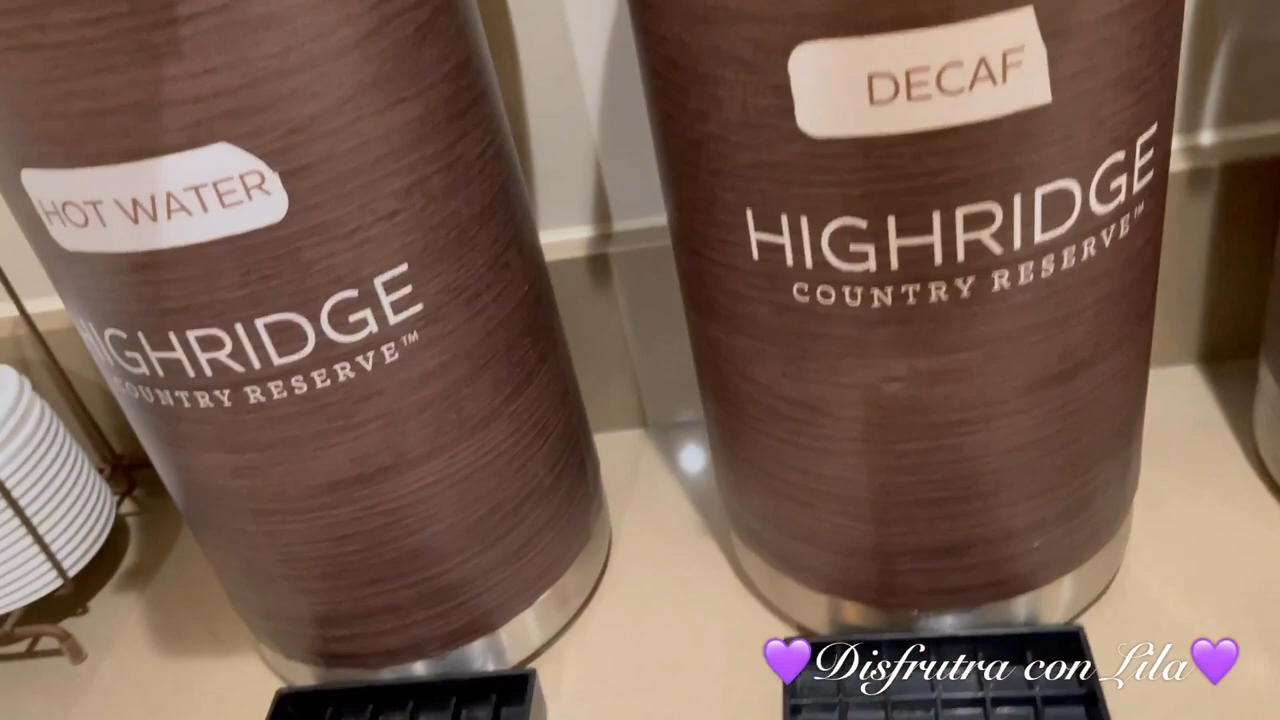 HOT WATER
HIGHRIDGE
COUNTRY RESERVE™
DECAF
HIGHRIDGE
COUNTRY RESERVE™
💜Disfrutra con Lila💜